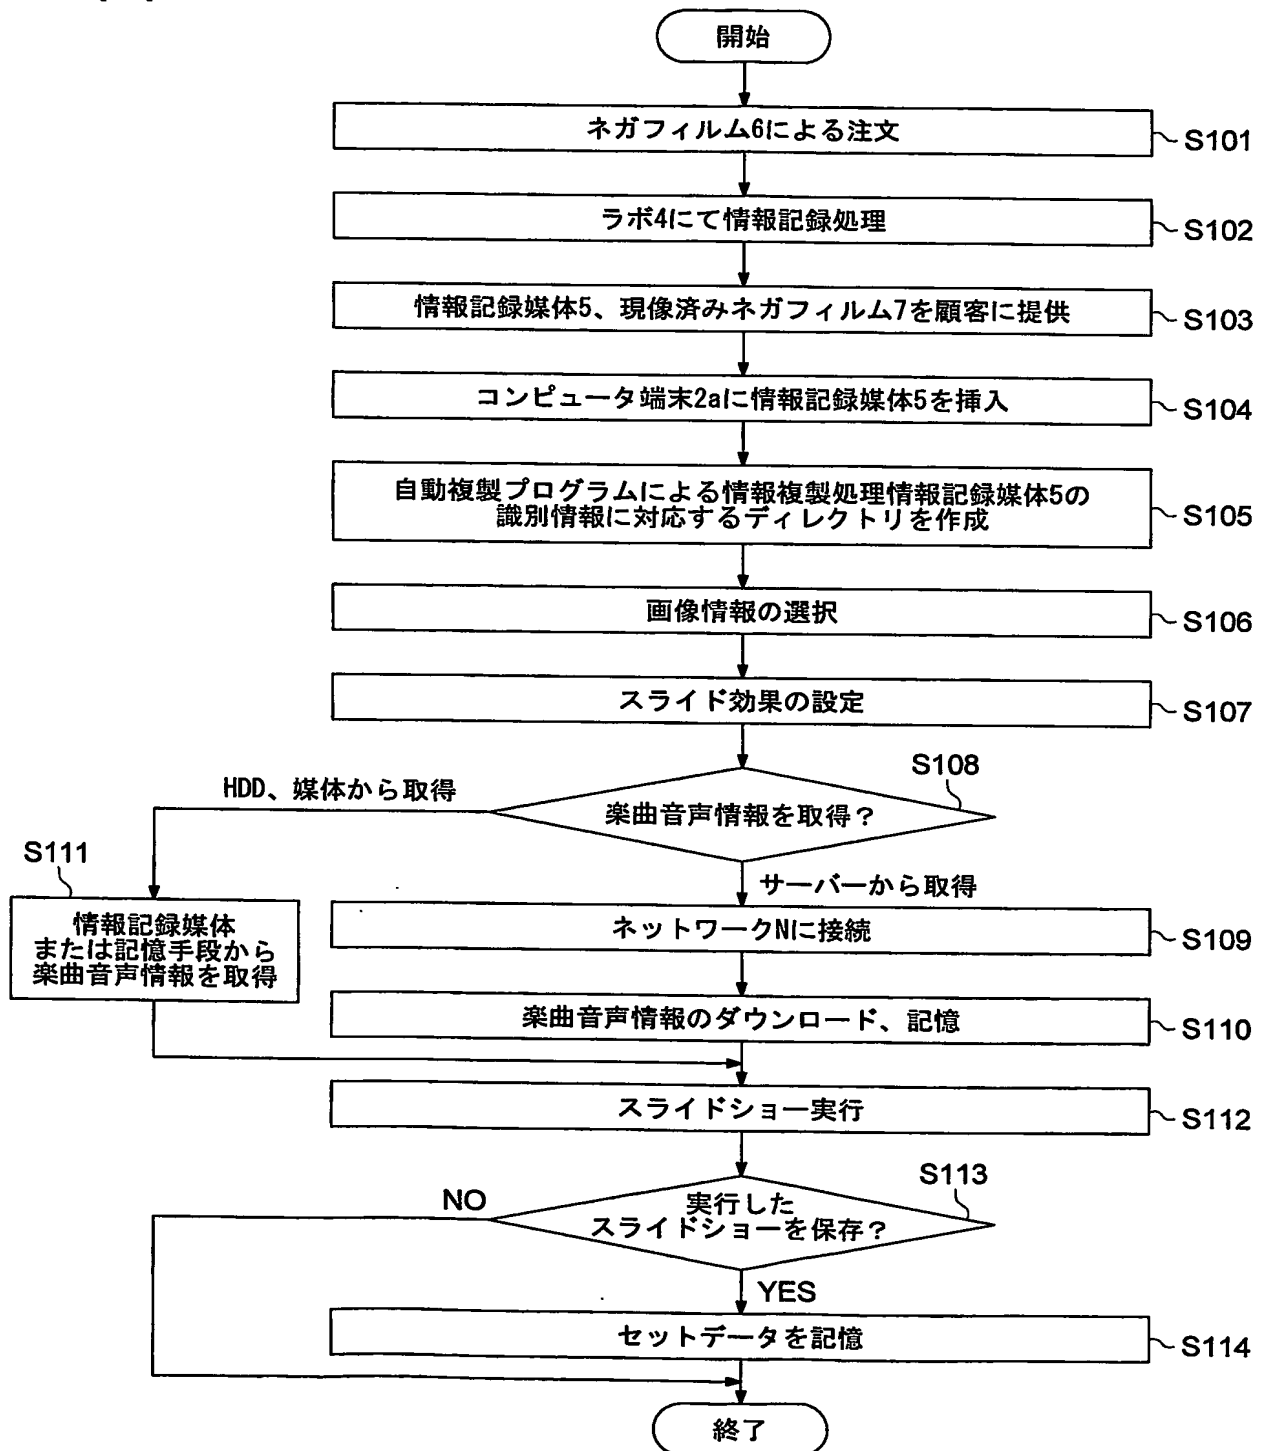 開始
ネガフィルム6による注文
S101
ラボ4にて情報記録処理
S102
情報記録媒体5、現像済みネガフィルム7を顧客に提供
S103
コンピュータ端末2aに情報記録媒体5を挿入
S104
自動複製プログラムによる情報複製処理情報記録媒体5の
識別情報に対応するディレクトリを作成
S105
画像情報の選択
S106
スライド効果の設定
S107
S108
HDD、媒体から取得
楽曲音声情報を取得？
S111
サーバーから取得
情報記録媒体
または記憶手段から
楽曲音声情報を取得
ネットワークNに接続
S109
楽曲音声情報のダウンロード、記憶
S110
スライドショー実行
S112
S113
NO
実行した
スライドショーを保存？
YES
セットデータを記憶
S114
終了